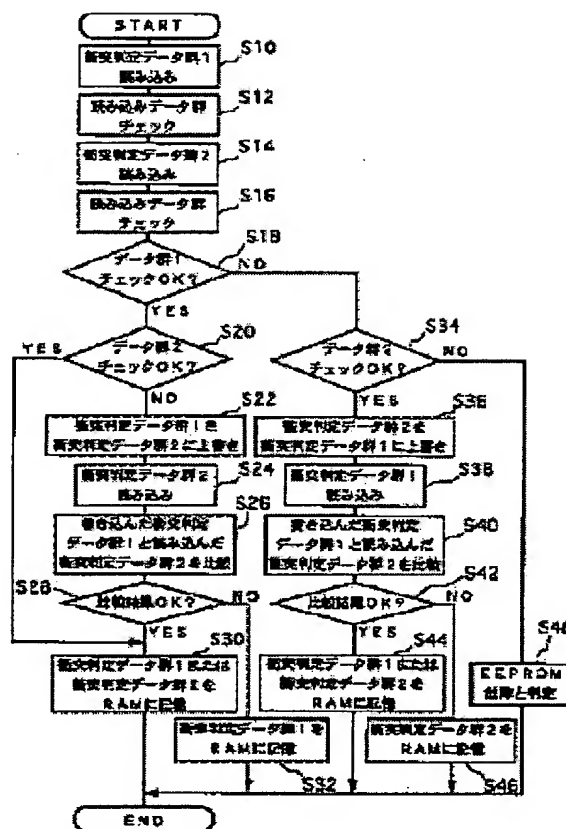 START
衝突判定データ群1
読み込み
S10
読み込みデータ群
チェック
S12
衝突判定データ群2
読み込み
S14
読み込みデータ群
チェック
S16
データ群1
チェックOK?
S18
NO
YES
データ群2
チェックOK?
S20
YES
NO
データ群2
チェックOK?
S34
NO
YES
衝突判定データ群1を
衝突判定データ群2に上書き
S22
衝突判定データ群2を
衝突判定データ群1に上書き
S36
衝突判定データ群2
読み込み
S24
衝突判定データ群1
読み込み
S38
書き込んだ衝突判定
データ群1と読み込んだ
衝突判定データ群2を比較
S26
書き込んだ衝突判定
データ群1と読み込んだ
衝突判定データ群2を比較
S40
比較結果OK?
S28
NO
YES
比較結果OK?
S42
NO
YES
衝突判定データ群1または
衝突判定データ群2を
RAMに記憶
S30
衝突判定データ群1または
衝突判定データ群2を
RAMに記憶
S44
EEPROM
故障と判定
S48
衝突判定データ群1を
RAMに記憶
S32
衝突判定データ群2を
RAMに記憶
S46
END